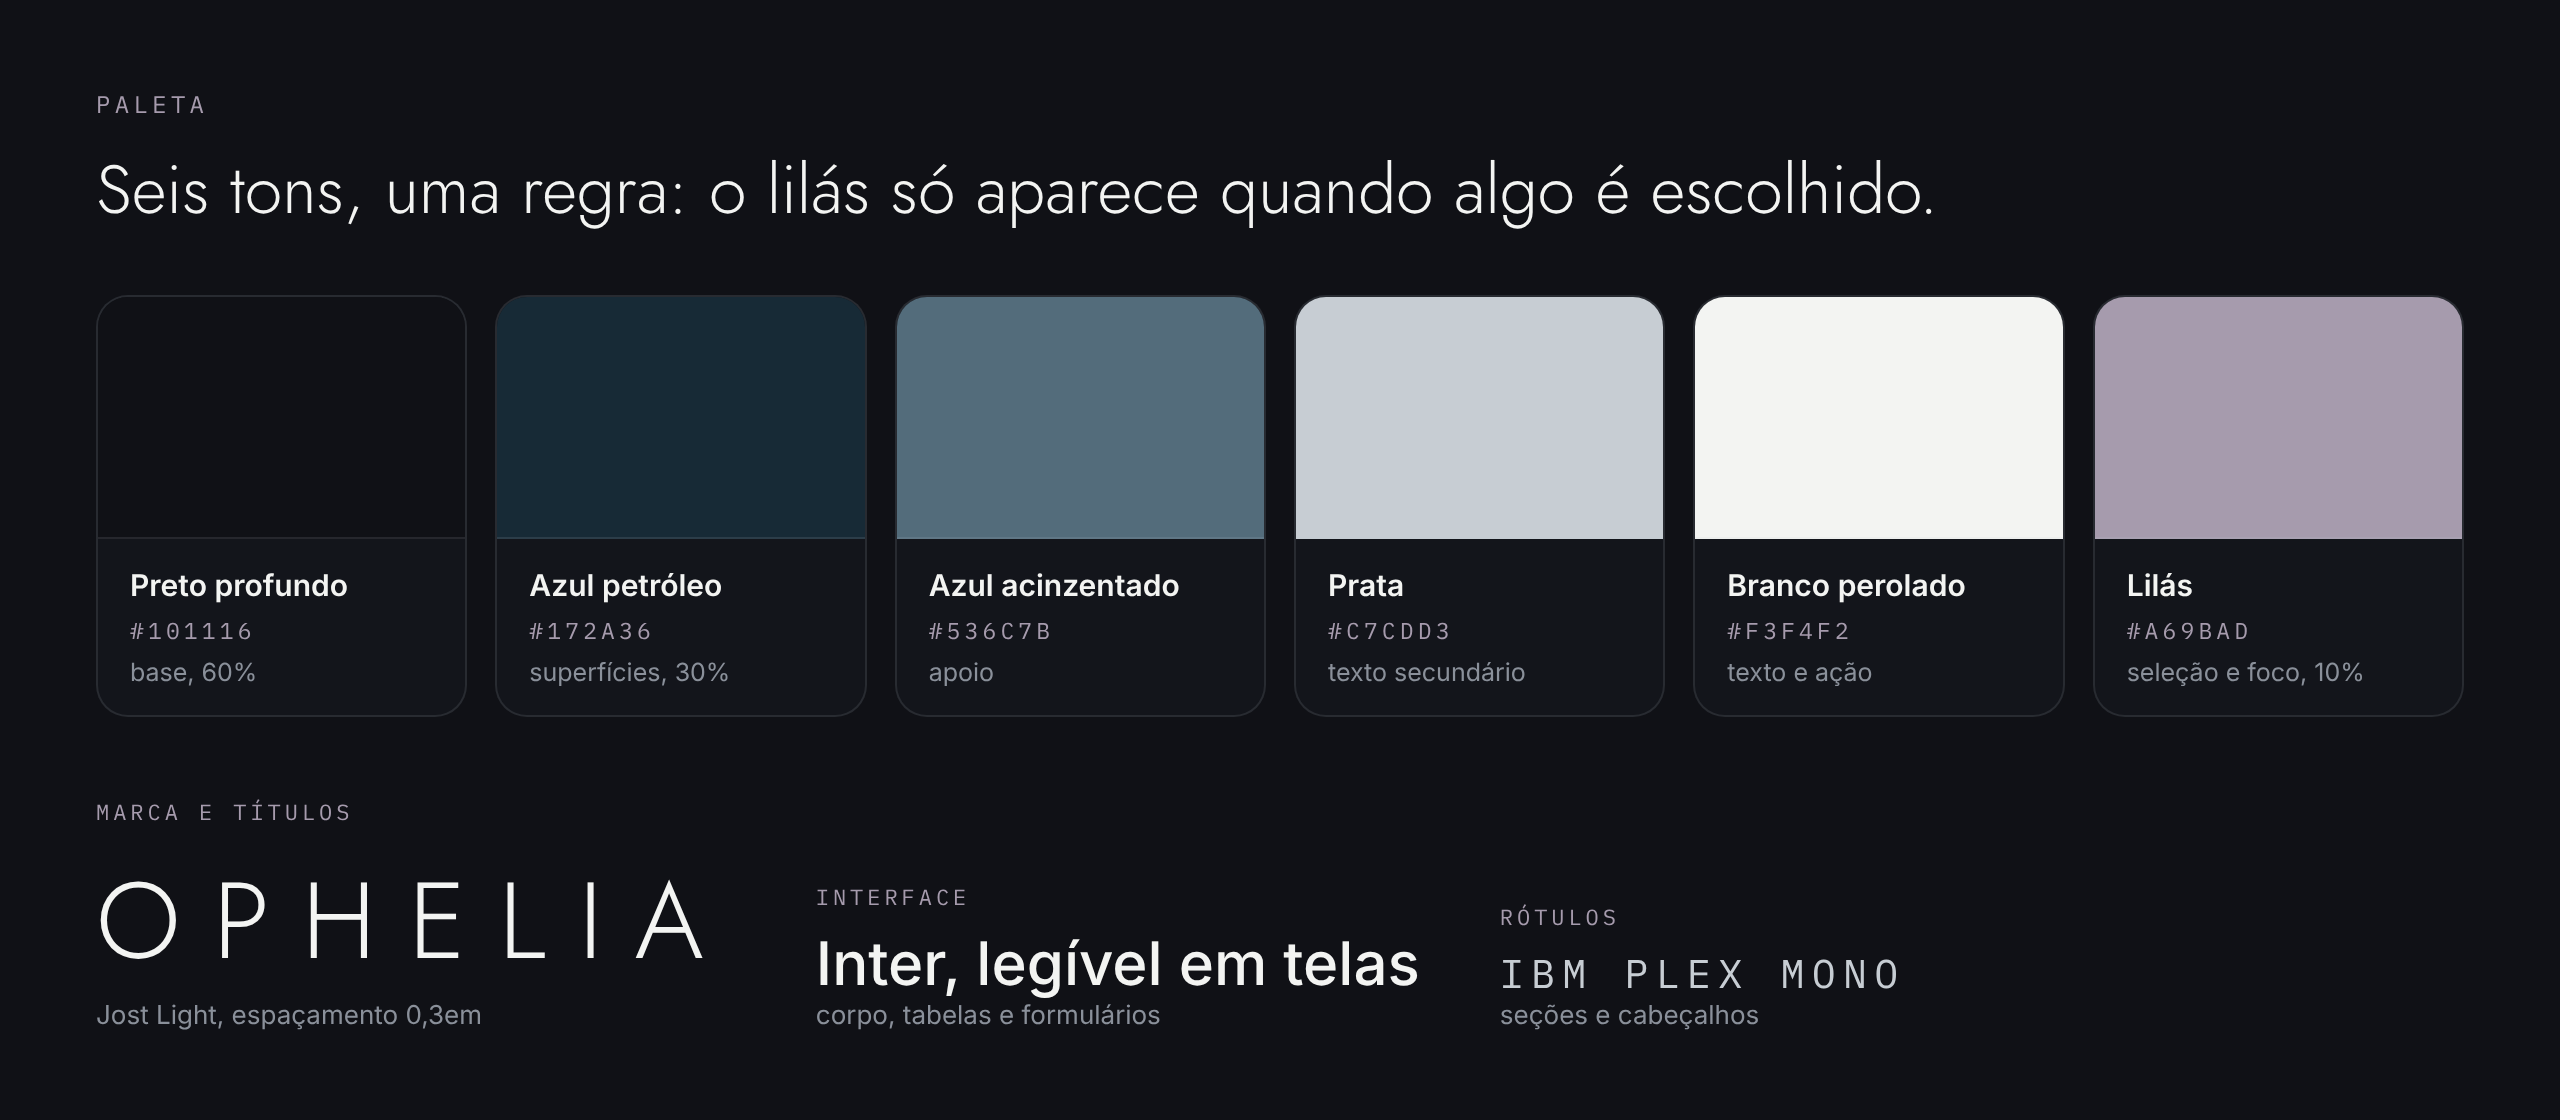 PALETA
Seis tons, uma regra: o lilás só aparece quando algo é escolhido.
Preto profundo
#101116
base, 60%
Azul petróleo
#172A36
superfícies, 30%
Azul acinzentado
#536C7B
apoio
Prata
#C7CDD3
texto secundário
Branco perolado
#F3F4F2
texto e ação
Lilás
#A69BAD
seleção e foco, 10%
MARCA E TÍTULOS
OPHELIA
Jost Light, espaçamento 0,3em
INTERFACE
Inter, legível em telas
corpo, tabelas e formulários
RÓTULOS
IBM PLEX MONO
seções e cabeçalhos